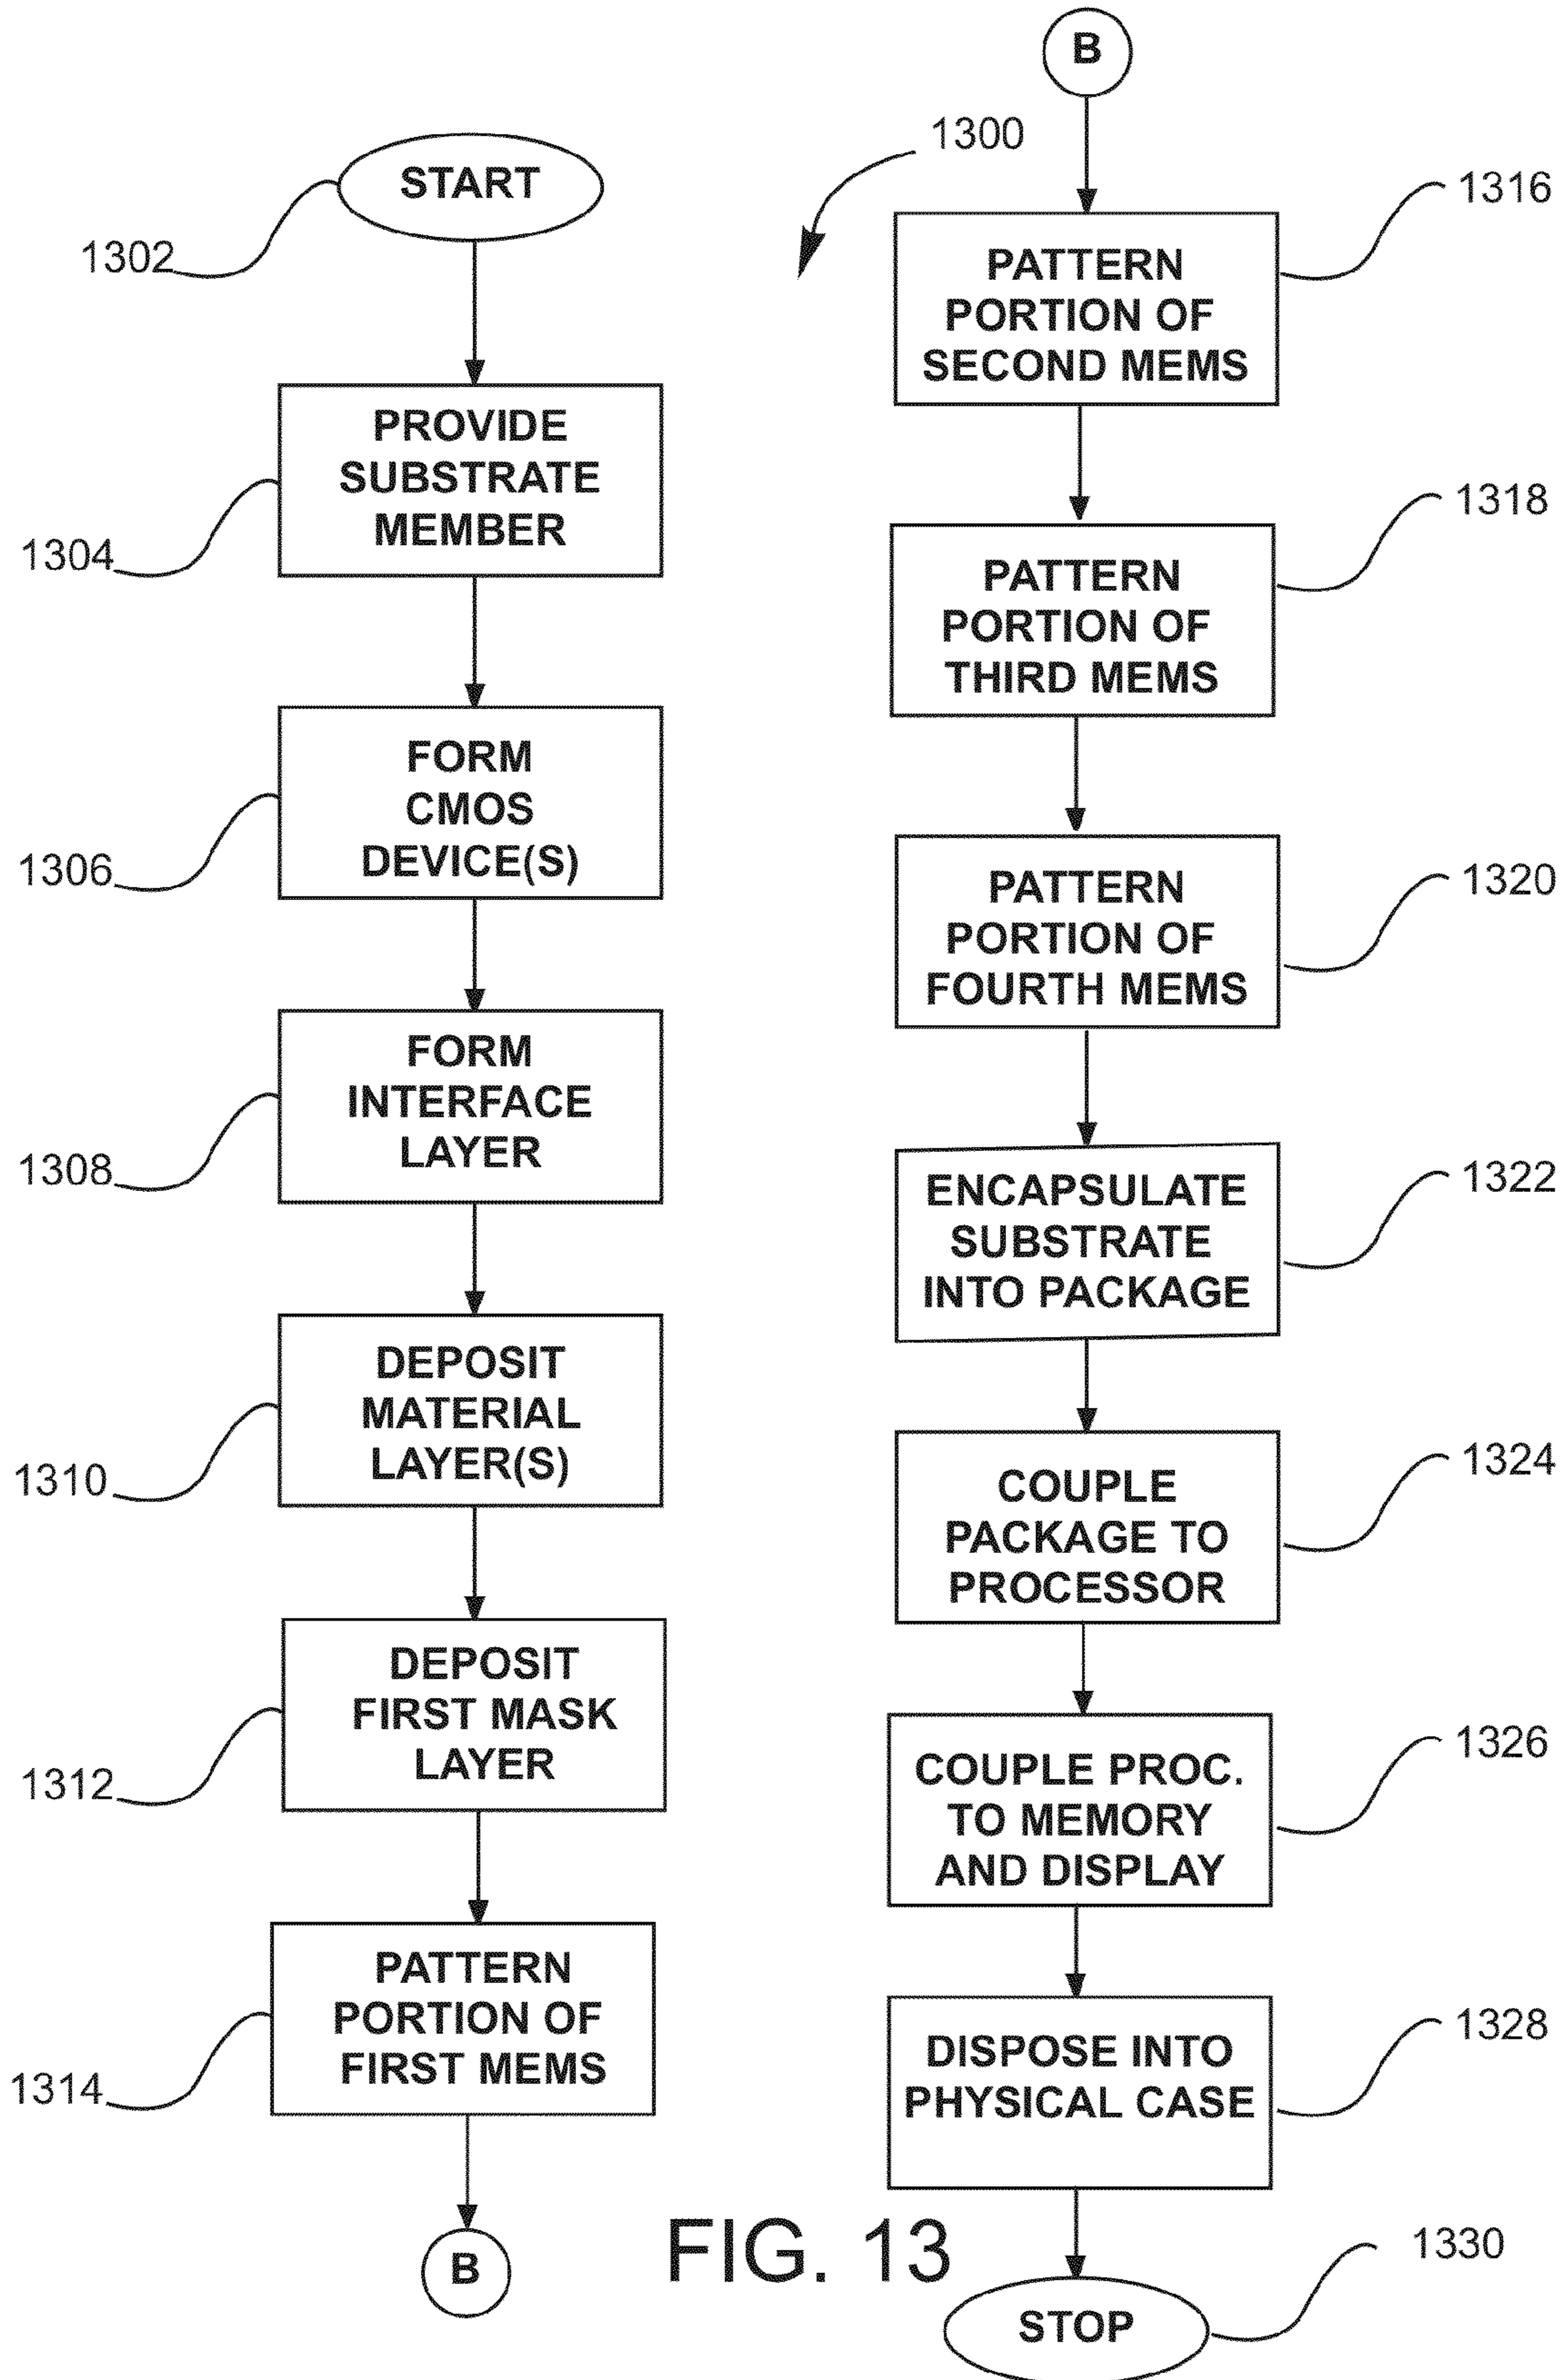 START
1302
PROVIDE
SUBSTRATE
MEMBER
1304
FORM
CMOS
DEVICE(S)
1306
FORM
INTERFACE
LAYER
1308
DEPOSIT
MATERIAL
LAYER(S)
1310
DEPOSIT
FIRST MASK
LAYER
1312
PATTERN
PORTION OF
FIRST MEMS
1314
B
B
1300
PATTERN
PORTION OF
SECOND MEMS
1316
PATTERN
PORTION OF
THIRD MEMS
1318
PATTERN
PORTION OF
FOURTH MEMS
1320
ENCAPSULATE
SUBSTRATE
INTO PACKAGE
1322
COUPLE
PACKAGE TO
PROCESSOR
1324
COUPLE PROC.
TO MEMORY
AND DISPLAY
1326
DISPOSE INTO
PHYSICAL CASE
1328
STOP
1330
FIG. 13